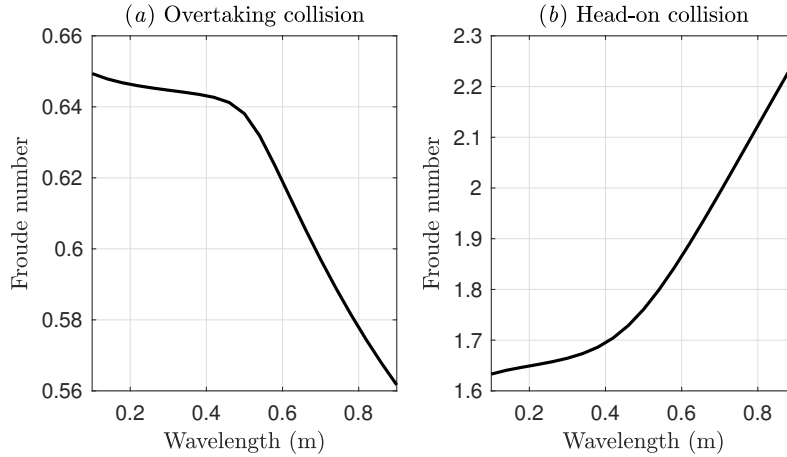 (a) Overtaking collision
0.66
0.64
0.62
0.6
0.58
0.56
Froude number
0.2 0.4 0.6 0.8
Wavelength (m)
(b) Head-on collision
2.3
2.2
2.1
2
1.9
1.8
1.7
1.6
Froude number
0.2 0.4 0.6 0.8
Wavelength (m)